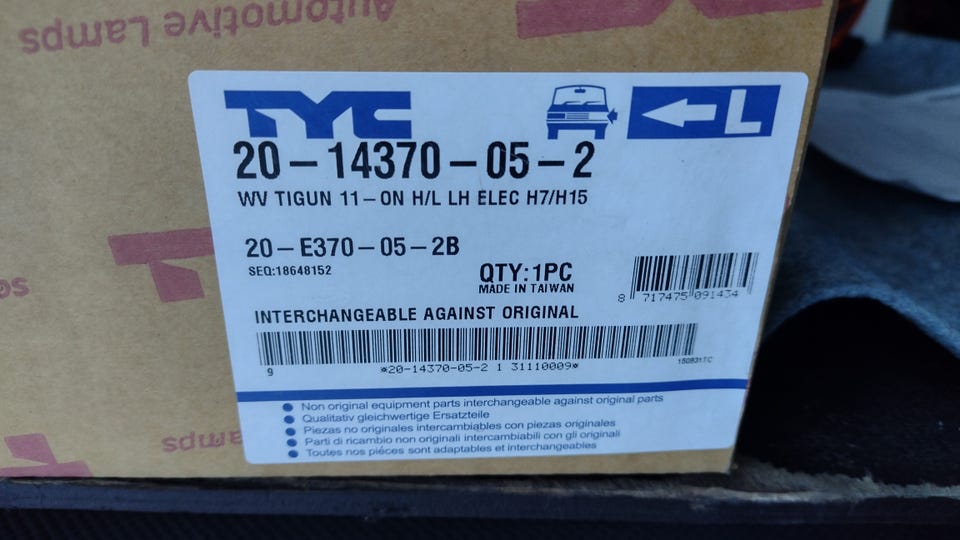 Automotive Lamps
TYC
L
20-14370-05-2
WV TIGUN 11-ON H/L LH ELEC H7/H15
20-E370-05-2B
SEQ:18648152
QTY:1PC
MADE IN TAIWAN
8 717475 091434
INTERCHANGEABLE AGAINST ORIGINAL
9
*20-14370-05-2 1 31110009*
150831TC
Non original equipment parts interchangeable against original parts
Qualitativ gleichwertige Ersatzteile
Piezas no originales intercambiables con piezas originales
Parti di ricambio non originali intercambiabili con gli originali
Toutes nos piéces sont adaptables et interchangeables